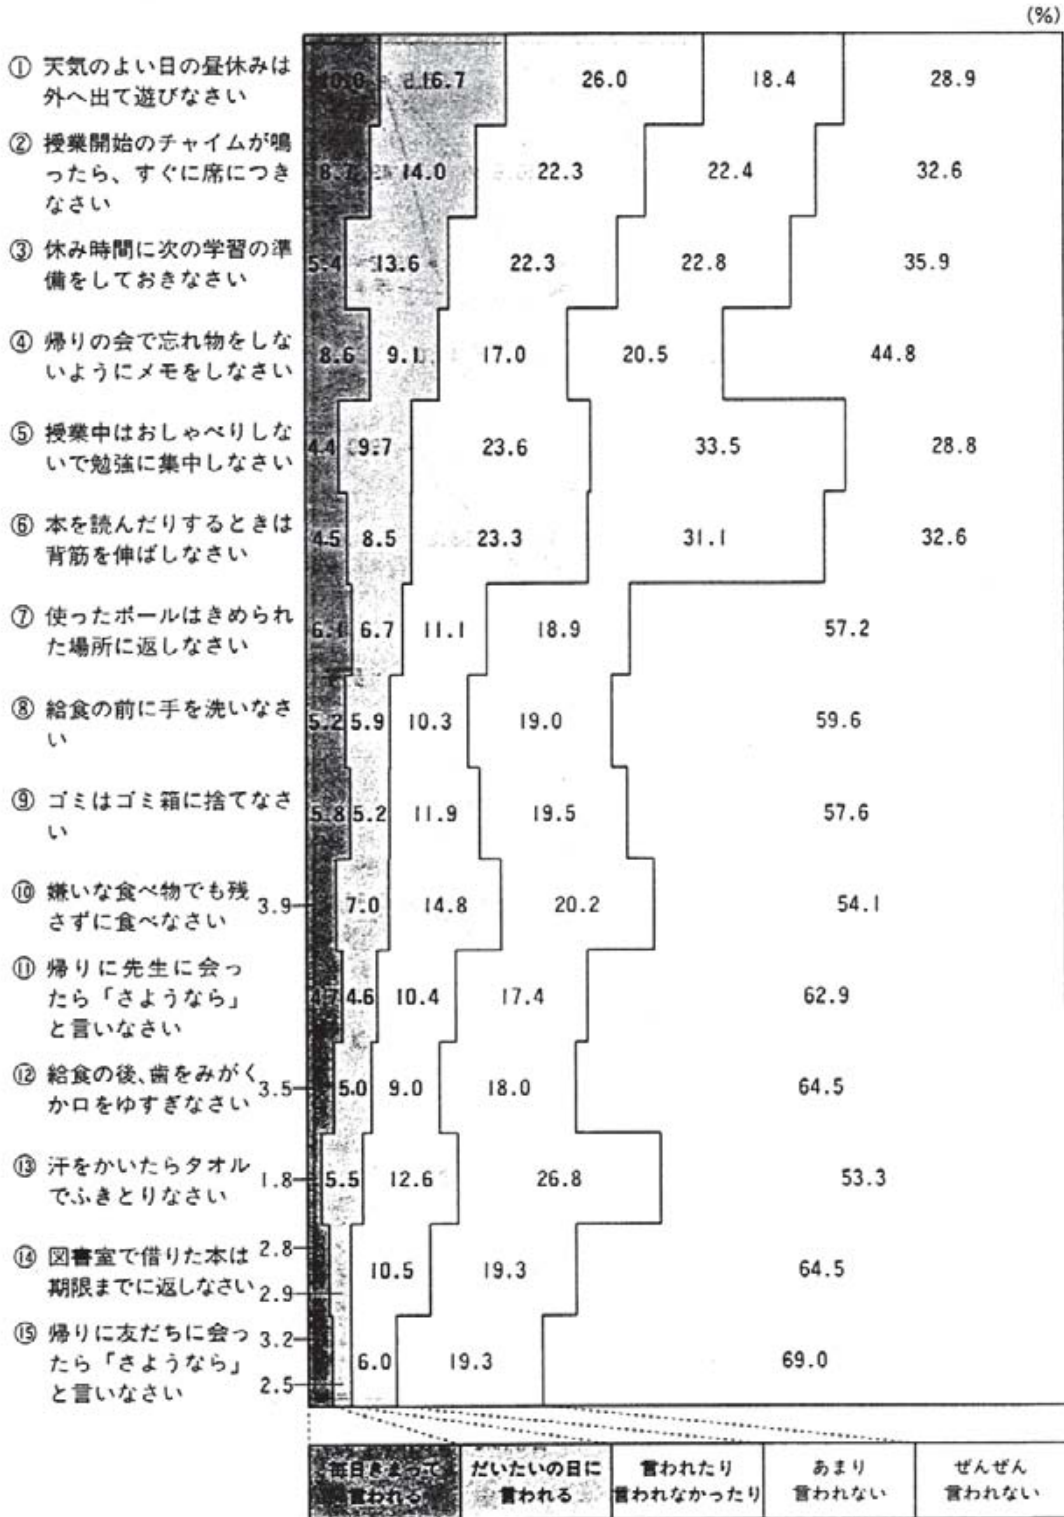 (%)
① 天気のよい日の昼休みは
外へ出て遊びなさい
10.0 16.7 26.0 18.4 28.9
② 授業開始のチャイムが鳴
ったら、すぐに席につき
なさい
14.0 22.3 22.4 32.6
③ 休み時間に次の学習の準
備をしておきなさい
5.4 13.6 22.3 22.8 35.9
④ 帰りの会で忘れ物をしな
いようにメモをしなさい
8.6 9.1 17.0 20.5 44.8
⑤ 授業中はおしゃべりしな
いで勉強に集中しなさい
4.4 9.7 23.6 33.5 28.8
⑥ 本を読んだりするときは
背筋を伸ばしなさい
4.5 8.5 23.3 31.1 32.6
⑦ 使ったボールはきめられ
た場所に返しなさい
6.1 6.7 11.1 18.9 57.2
⑧ 給食の前に手を洗いなさ
い
5.2 5.9 10.3 19.0 59.6
⑨ ゴミはゴミ箱に捨てなさ
い
5.8 5.2 11.9 19.5 57.6
⑩ 嫌いな食べ物でも残
さずに食べなさい
3.9 7.0 14.8 20.2 54.1
⑪ 帰りに先生に会っ
たら「さようなら」
と言いなさい
4.7 4.6 10.4 17.4 62.9
⑫ 給食の後、歯をみがく
か口をゆすぎなさい
3.5 5.0 9.0 18.0 64.5
⑬ 汗をかいたらタオル
でふきとりなさい
1.8 5.5 12.6 26.8 53.3
⑭ 図書室で借りた本は
期限までに返しなさい
2.8 2.9 10.5 19.3 64.5
⑮ 帰りに友だちに会っ
たら「さようなら」
と言いなさい
3.2 2.5 6.0 19.3 69.0
毎日きまって
言われる
だいたいの日に
言われる
言われたり
言われなかったり
あまり
言われない
ぜんぜん
言われない